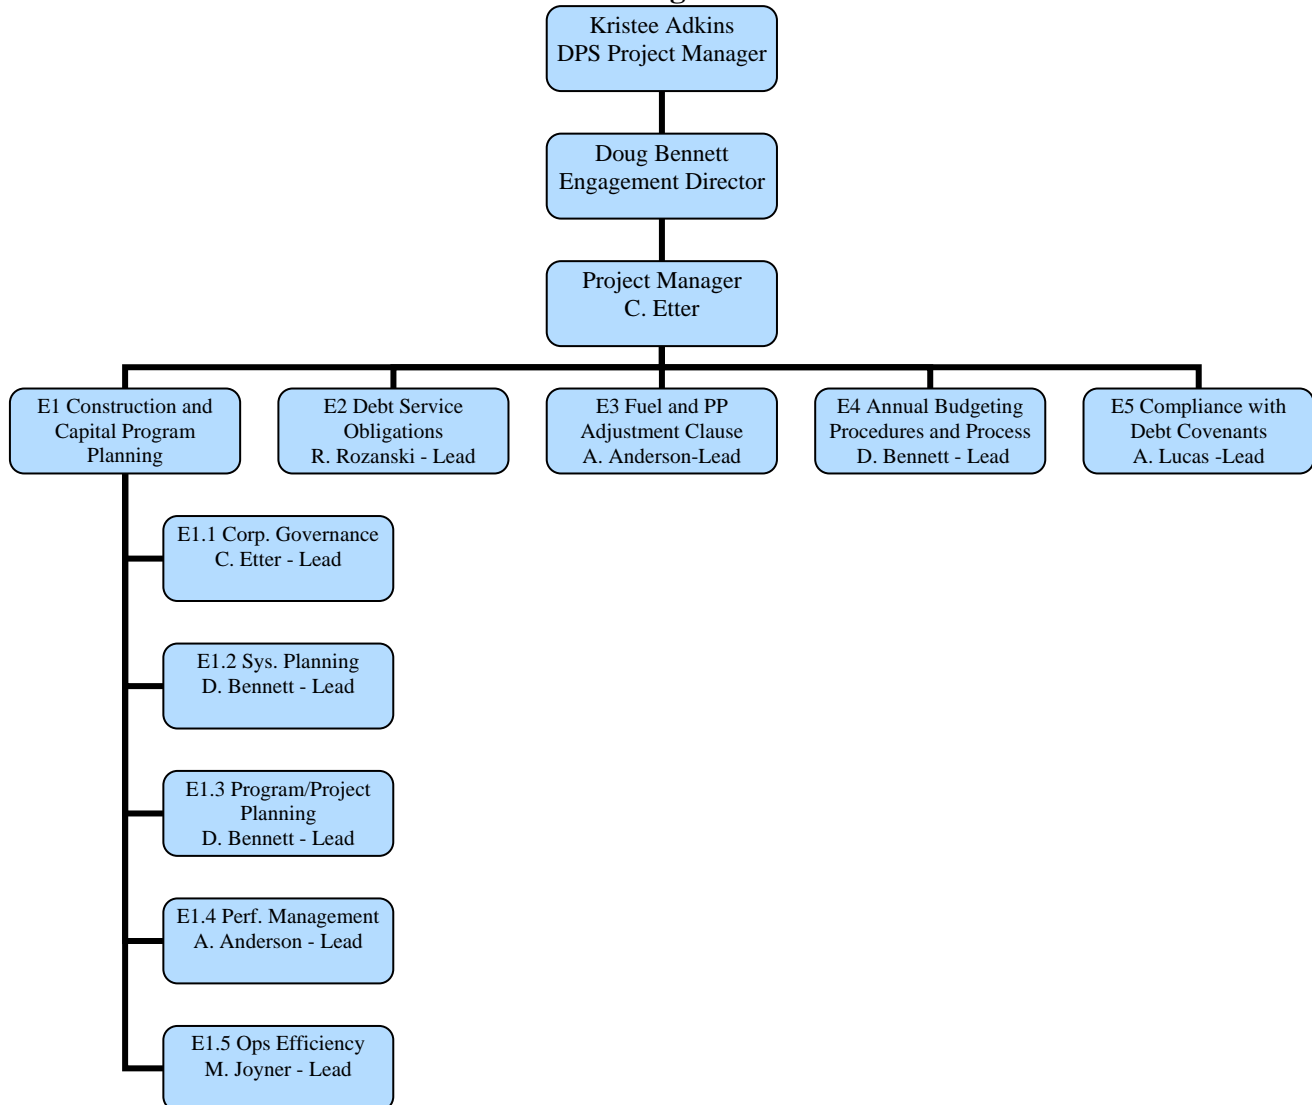 Kristee Adkins
DPS Project Manager
Doug Bennett
Engagement Director
Project Manager
C. Etter
E1 Construction and
Capital Program
Planning
E2 Debt Service
Obligations
R. Rozanski - Lead
E3 Fuel and PP
Adjustment Clause
A. Anderson-Lead
E4 Annual Budgeting
Procedures and Process
D. Bennett - Lead
E5 Compliance with
Debt Covenants
A. Lucas -Lead
E1.1 Corp. Governance
C. Etter - Lead
E1.2 Sys. Planning
D. Bennett - Lead
E1.3 Program/Project
Planning
D. Bennett - Lead
E1.4 Perf. Management
A. Anderson - Lead
E1.5 Ops Efficiency
M. Joyner - Lead